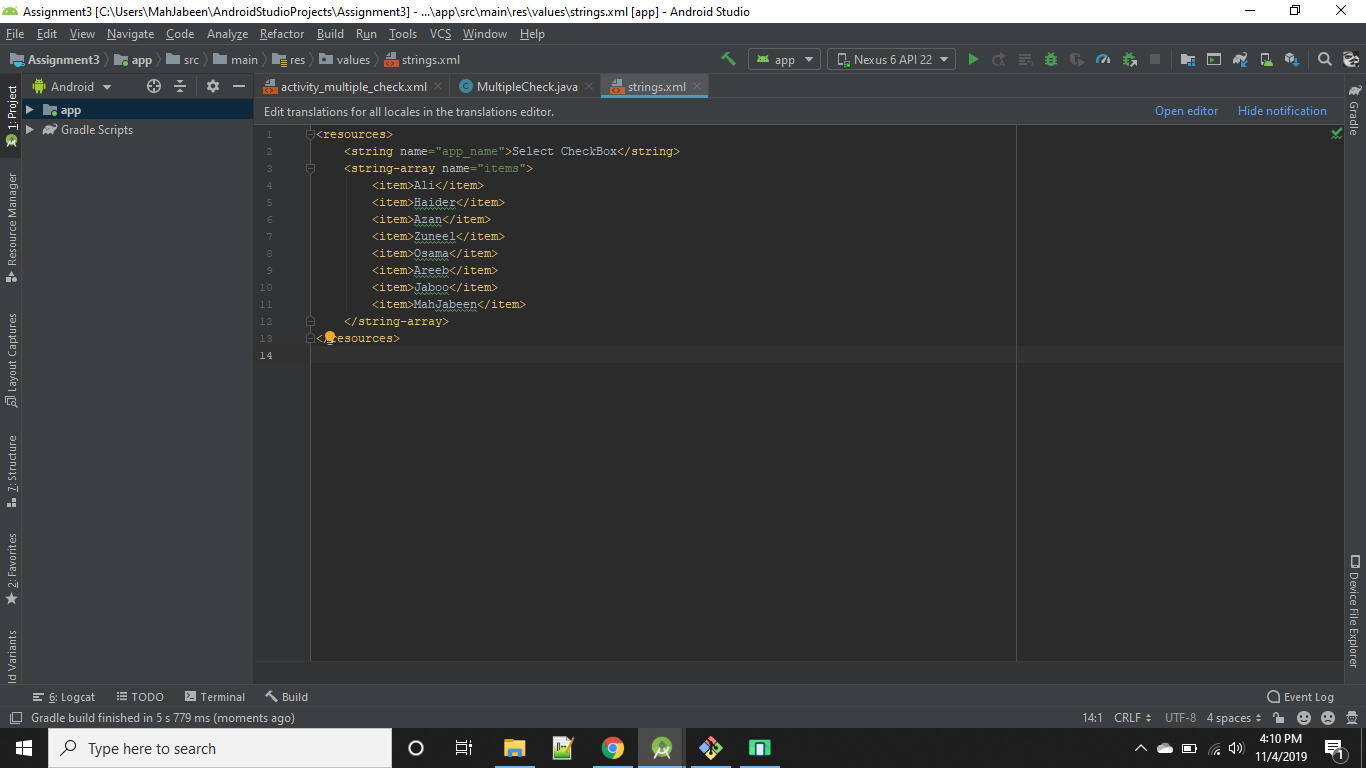 Assignment3 [C:\Users\MahJabeen\AndroidStudioProjects\Assignment3] - ...\app\src\main\res\values\strings.xml [app] - Android Studio
File Edit View Navigate Code Analyze Refactor Build Run Tools VCS Window Help
Assignment3 app src main res values strings.xml app Nexus 6 API 22
Android activity_multiple_check.xml MultipleCheck.java strings.xml
Edit translations for all locales in the translations editor. Open editor Hide notification
app
Gradle Scripts
1: Project
Resource Manager
Layout Captures
7: Structure
2: Favorites
ld Variants
1 <resources>
2 <string name="app_name">Select CheckBox</string>
3 <string-array name="items">
4 <item>Ali</item>
5 <item>Haider</item>
6 <item>Azan</item>
7 <item>Zuneel</item>
8 <item>Osama</item>
9 <item>Areeb</item>
10 <item>Jaboo</item>
11 <item>MahJabeen</item>
12 </string-array>
13 </resources>
14
Gradle
Device File Explorer
6: Logcat TODO Terminal Build Event Log
Gradle build finished in 5 s 779 ms (moments ago) 14:1 CRLF UTF-8 4 spaces
Type here to search
4:10 PM
11/4/2019
1